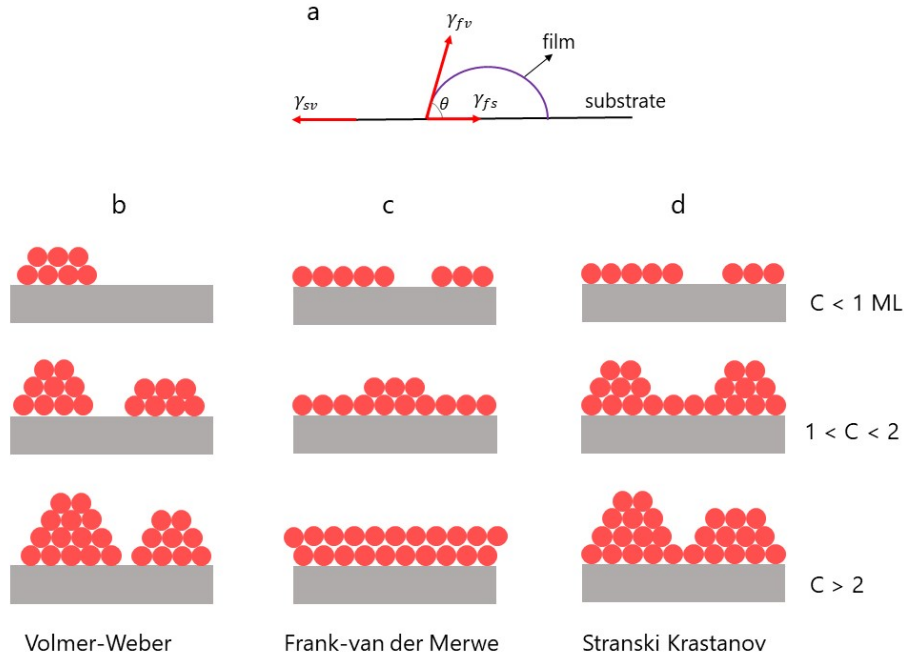 a
γfv
film
γsv
θ
γfs
substrate
b
c
d
C < 1 ML
1 < C < 2
C > 2
Volmer-Weber
Frank-van der Merwe
Stranski Krastanov